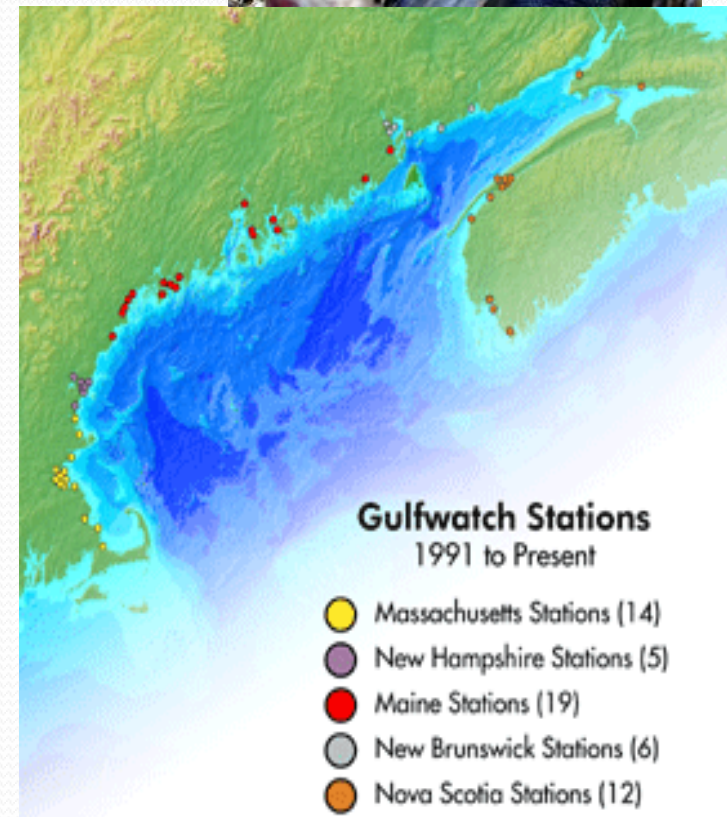 Gulfwatch Stations
1991 to Present
Massachusetts Stations (14)
New Hampshire Stations (5)
Maine Stations (19)
New Brunswick Stations (6)
Nova Scotia Stations (12)